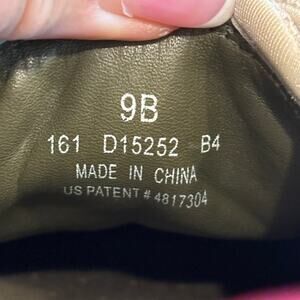 9B
161 D15252 B4
MADE IN CHINA
US PATENT # 4817304